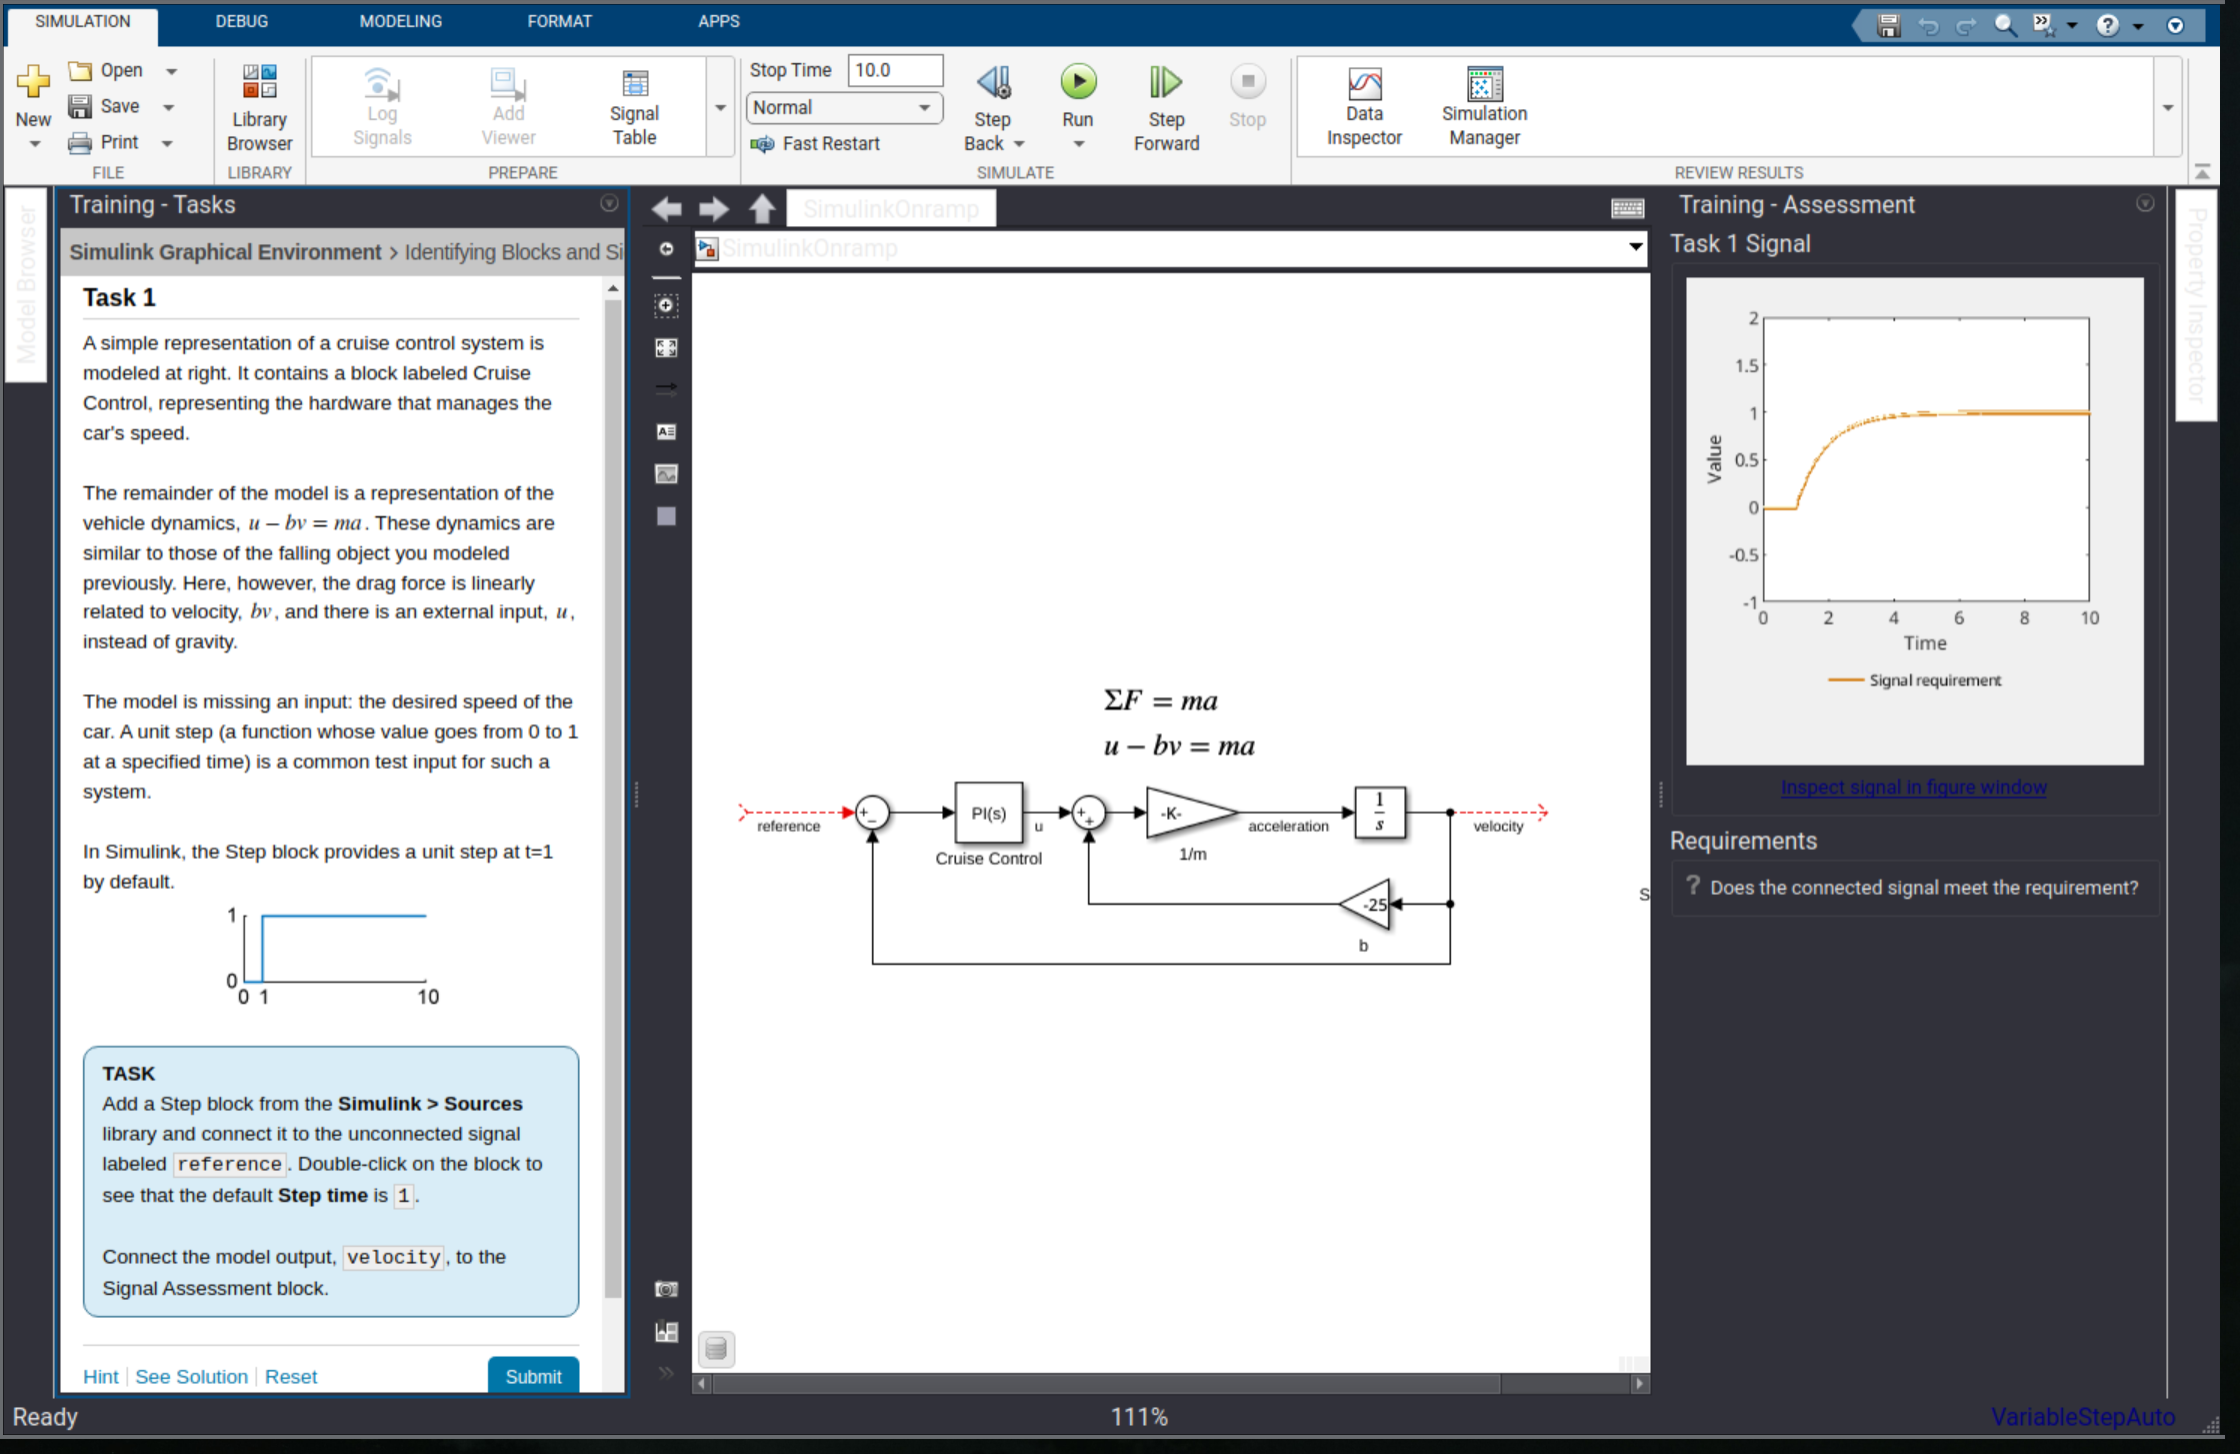 SIMULATION DEBUG MODELING FORMAT APPS
New
Open
Save
Print
FILE
Library
Browser
LIBRARY
Log
Signals
Add
Viewer
Signal
Table
PREPARE
Stop Time 10.0
Normal
Fast Restart
Step
Back
Run
Step
Forward
Stop
SIMULATE
Data
Inspector
Simulation
Manager
REVIEW RESULTS
Model Browser
Training - Tasks
Simulink Graphical Environment > Identifying Blocks and Si
Task 1
A simple representation of a cruise control system is
modeled at right. It contains a block labeled Cruise
Control, representing the hardware that manages the
car's speed.
The remainder of the model is a representation of the
vehicle dynamics, u − bv = ma. These dynamics are
similar to those of the falling object you modeled
previously. Here, however, the drag force is linearly
related to velocity, bv, and there is an external input, u,
instead of gravity.
The model is missing an input: the desired speed of the
car. A unit step (a function whose value goes from 0 to 1
at a specified time) is a common test input for such a
system.
In Simulink, the Step block provides a unit step at t=1
by default.
1
0
0 1 10
TASK
Add a Step block from the Simulink > Sources
library and connect it to the unconnected signal
labeled reference. Double-click on the block to
see that the default Step time is 1.
Connect the model output, velocity, to the
Signal Assessment block.
Hint See Solution Reset Submit
SimulinkOnramp
SimulinkOnramp
ΣF = ma
u − bv = ma
reference
+
−
PI(s)
Cruise Control
u
+
+
-K-
1/m
acceleration
1
s
velocity
-25
b
S
Training - Assessment
Task 1 Signal
2
1.5
1
0.5
0
-0.5
-1
Value
0 2 4 6 8 10
Time
Signal requirement
Inspect signal in figure window
Requirements
? Does the connected signal meet the requirement?
Property Inspector
Ready 111% VariableStepAuto